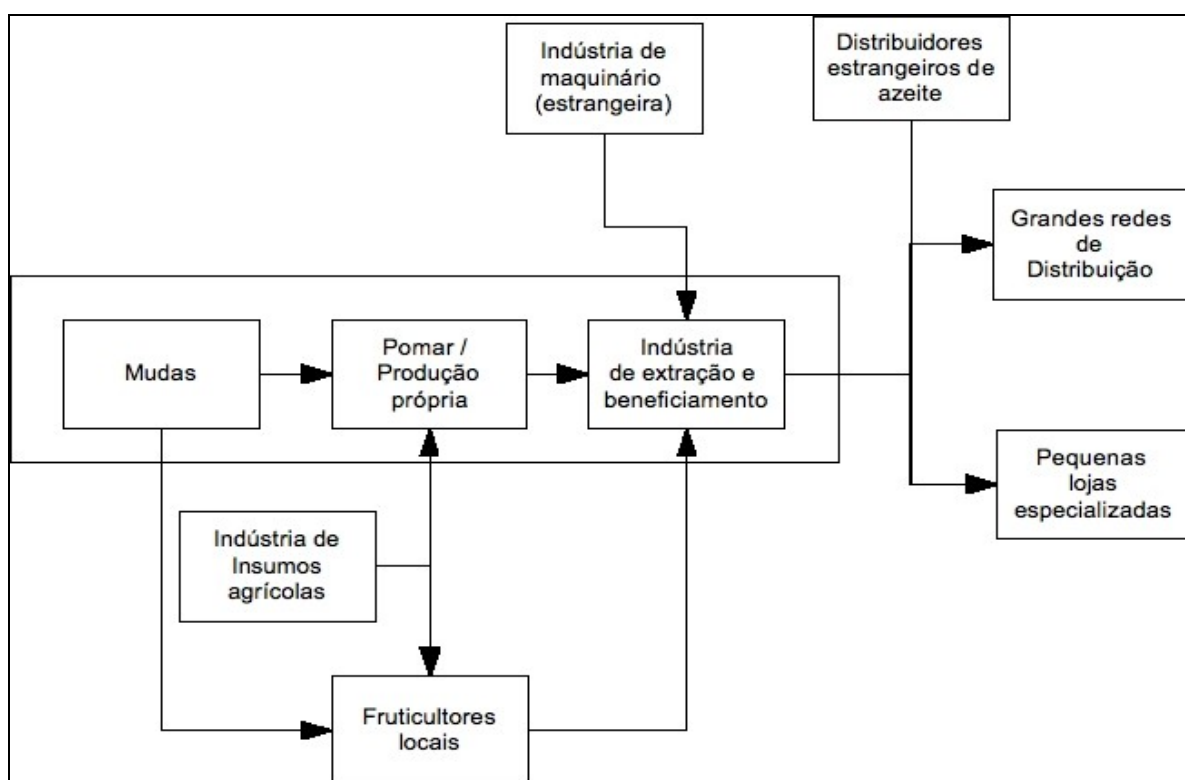 Indústria de
maquinário
(estrangeira)
Distribuidores
estrangeiros de
azeite
Grandes redes
de
Distribuição
Mudas
Pomar /
Produção
própria
Indústria
de extração e
beneficiamento
Pequenas
lojas
especializadas
Indústria de
Insumos
agrícolas
Fruticultores
locais